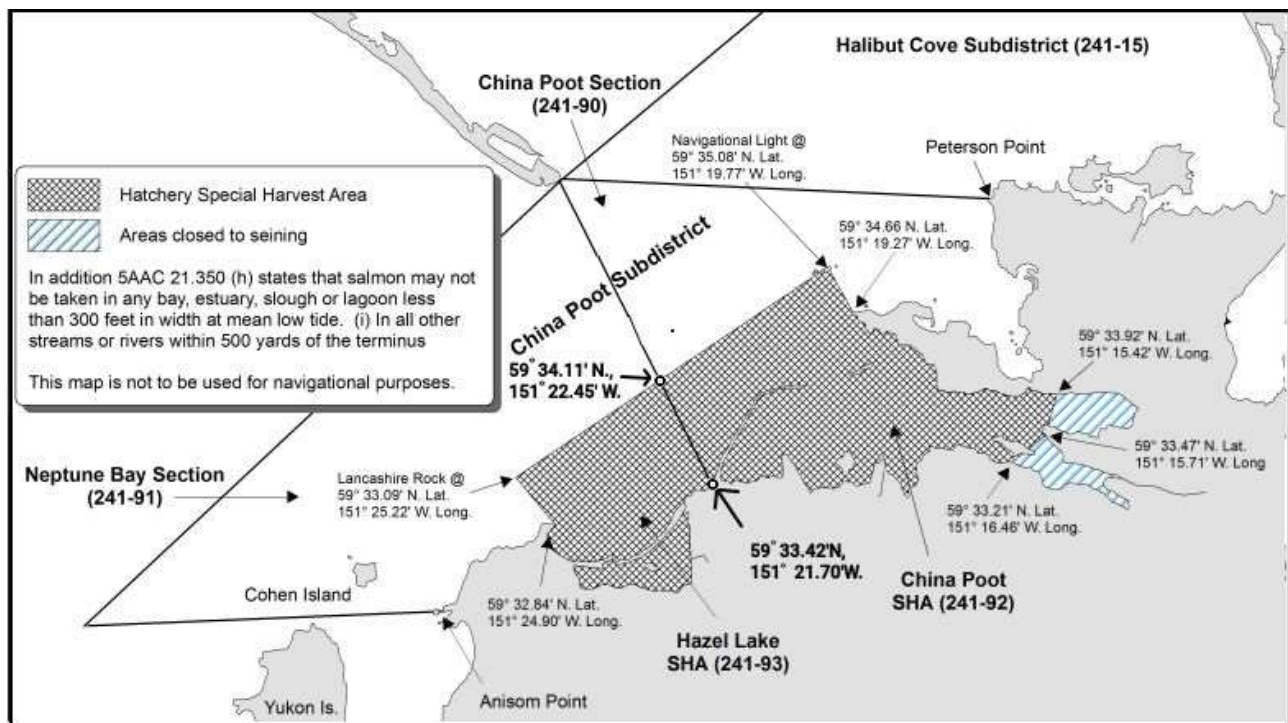 Halibut Cove Subdistrict (241-15)
China Poot Section
(241-90)
Navigational Light @
59° 35.08' N. Lat.
151° 19.77' W. Long.
Peterson Point
Hatchery Special Harvest Area
Areas closed to seining
In addition 5AAC 21.350 (h) states that salmon may not
be taken in any bay, estuary, slough or lagoon less
than 300 feet in width at mean low tide. (i) In all other
streams or rivers within 500 yards of the terminus
This map is not to be used for navigational purposes.
59° 34.66 N. Lat.
151° 19.27' W. Long.
China Poot Subdistrict
59° 34.11' N.,
151° 22.45' W.
59° 33.92' N. Lat.
151° 15.42' W. Long.
59° 33.47' N. Lat.
151° 15.71' W. Long
59° 33.21' N. Lat.
151° 16.46' W. Long.
Neptune Bay Section
(241-91)
Lancashire Rock @
59° 33.09' N. Lat.
151° 25.22' W. Long.
59° 33.42'N,
151° 21.70'W.
China Poot
SHA (241-92)
Cohen Island
59° 32.84' N. Lat.
151° 24.90' W. Long.
Hazel Lake
SHA (241-93)
Anisom Point
Yukon Is.